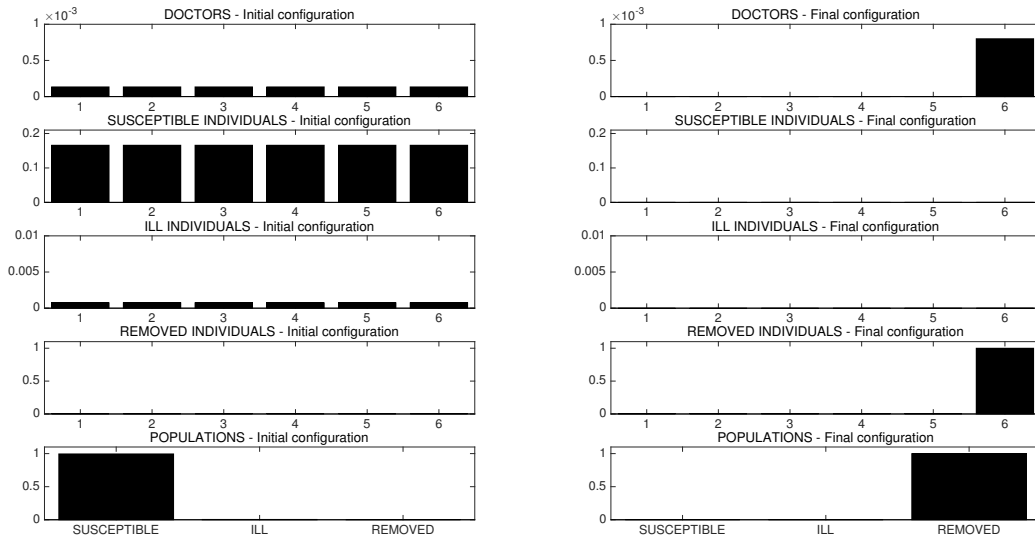 DOCTORS - Initial configuration
×10⁻³
1
0.5
0
1 2 3 4 5 6
SUSCEPTIBLE INDIVIDUALS - Initial configuration
0.2
0.1
0
1 2 3 4 5 6
ILL INDIVIDUALS - Initial configuration
0.01
0.005
0
1 2 3 4 5 6
REMOVED INDIVIDUALS - Initial configuration
1
0.5
0
1 2 3 4 5 6
POPULATIONS - Initial configuration
1
0.5
0
SUSCEPTIBLE ILL REMOVED
DOCTORS - Final configuration
×10⁻³
1
0.5
0
1 2 3 4 5 6
SUSCEPTIBLE INDIVIDUALS - Final configuration
0.2
0.1
0
1 2 3 4 5 6
ILL INDIVIDUALS - Final configuration
0.01
0.005
0
1 2 3 4 5 6
REMOVED INDIVIDUALS - Final configuration
1
0.5
0
1 2 3 4 5 6
POPULATIONS - Final configuration
1
0.5
0
SUSCEPTIBLE ILL REMOVED